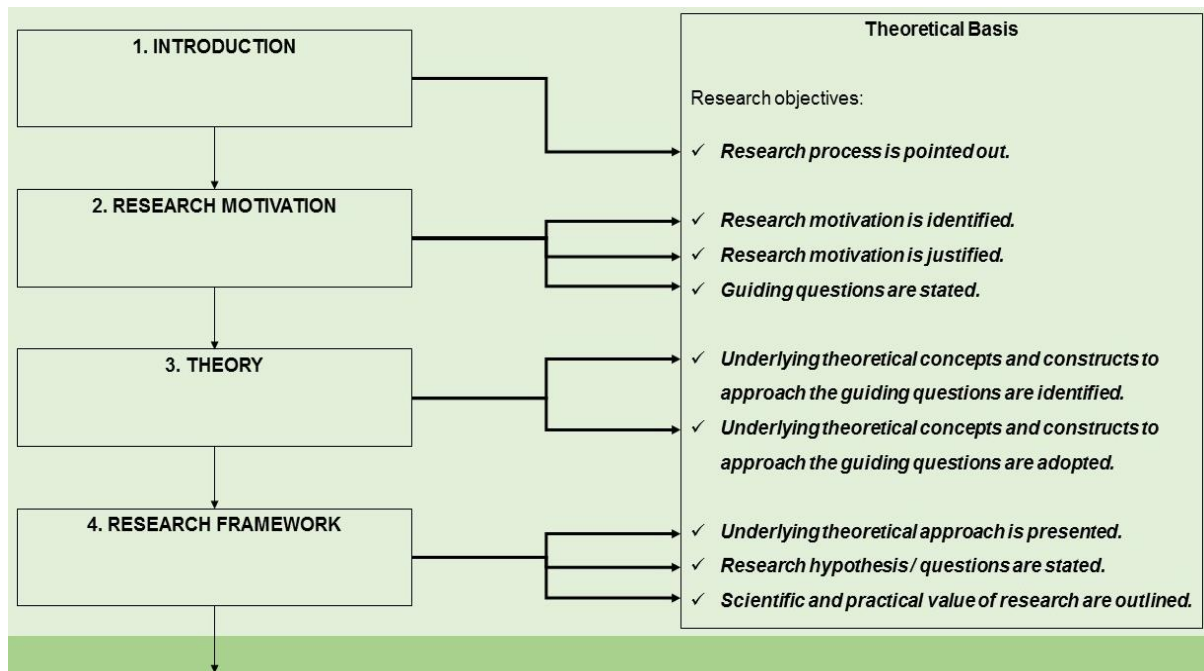 1. INTRODUCTION
2. RESEARCH MOTIVATION
3. THEORY
4. RESEARCH FRAMEWORK
Theoretical Basis
Research objectives:
✓ Research process is pointed out.
✓ Research motivation is identified.
✓ Research motivation is justified.
✓ Guiding questions are stated.
✓ Underlying theoretical concepts and constructs to
approach the guiding questions are identified.
✓ Underlying theoretical concepts and constructs to
approach the guiding questions are adopted.
✓ Underlying theoretical approach is presented.
✓ Research hypothesis / questions are stated.
✓ Scientific and practical value of research are outlined.